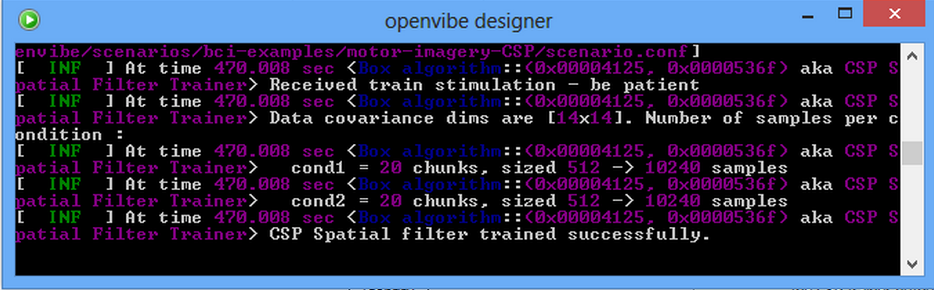 openvibe designer
envibe/scenarios/bci-examples/motor-imagery-CSP/scenario.conf]
[  INF  ] At time 470.008 sec <Box algorithm::(0x00004125, 0x0000536f) aka CSP S
patial Filter Trainer> Received train stimulation - be patient
[  INF  ] At time 470.008 sec <Box algorithm::(0x00004125, 0x0000536f) aka CSP S
patial Filter Trainer> Data covariance dims are [14x14]. Number of samples per c
ondition :
[  INF  ] At time 470.008 sec <Box algorithm::(0x00004125, 0x0000536f) aka CSP S
patial Filter Trainer>   cond1 = 20 chunks, sized 512 -> 10240 samples
[  INF  ] At time 470.008 sec <Box algorithm::(0x00004125, 0x0000536f) aka CSP S
patial Filter Trainer>   cond2 = 20 chunks, sized 512 -> 10240 samples
[  INF  ] At time 470.008 sec <Box algorithm::(0x00004125, 0x0000536f) aka CSP S
patial Filter Trainer> CSP Spatial filter trained successfully.